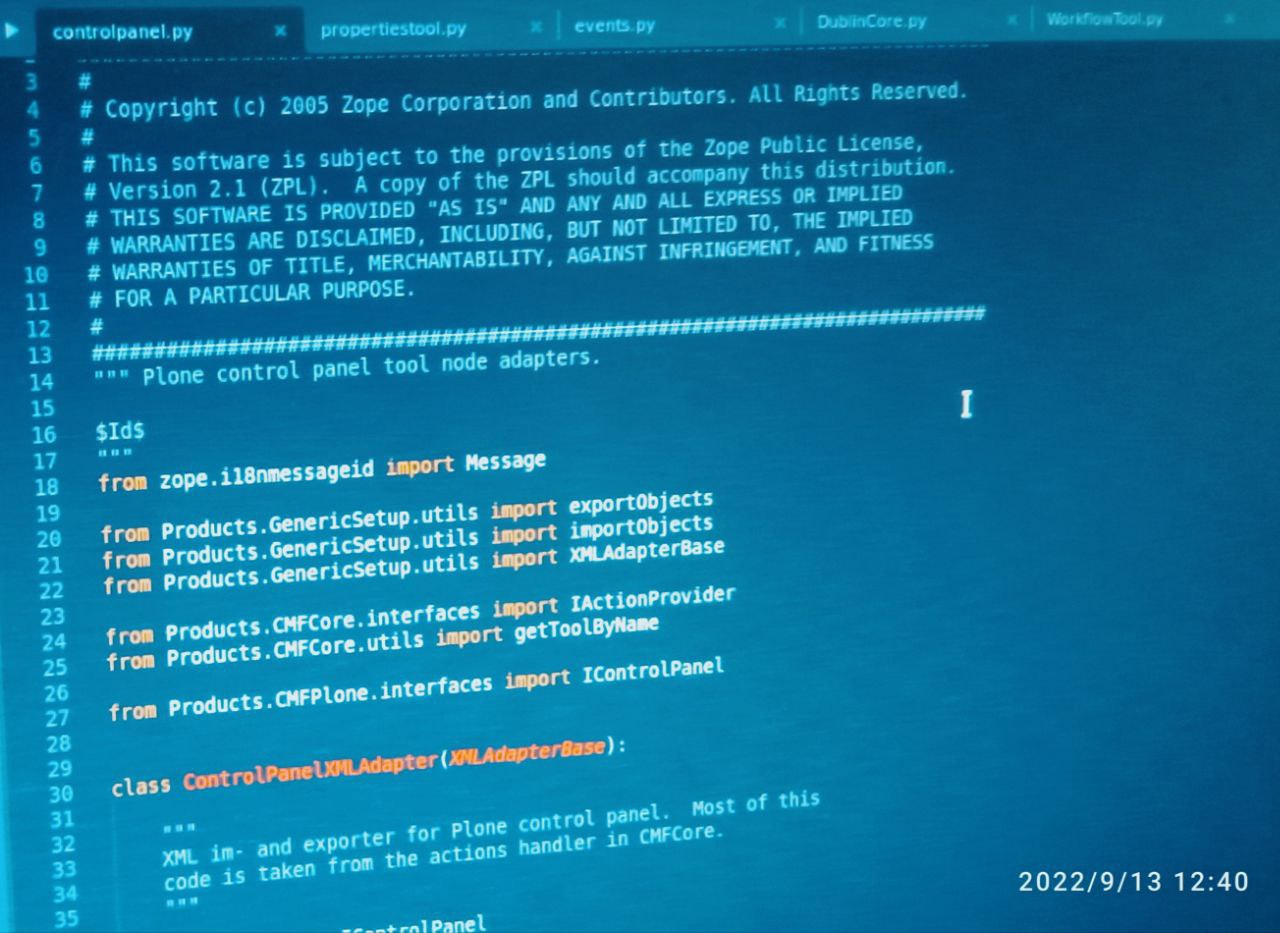 controlpanel.py × propertiestool.py × events.py × DublinCore.py × WorkflowTool.py ×
3 #
4 # Copyright (c) 2005 Zope Corporation and Contributors. All Rights Reserved.
5 #
6 # This software is subject to the provisions of the Zope Public License,
7 # Version 2.1 (ZPL).  A copy of the ZPL should accompany this distribution.
8 # THIS SOFTWARE IS PROVIDED "AS IS" AND ANY AND ALL EXPRESS OR IMPLIED
9 # WARRANTIES ARE DISCLAIMED, INCLUDING, BUT NOT LIMITED TO, THE IMPLIED
10 # WARRANTIES OF TITLE, MERCHANTABILITY, AGAINST INFRINGEMENT, AND FITNESS
11 # FOR A PARTICULAR PURPOSE.
12 #
13 ##############################################################################
14 """ Plone control panel tool node adapters.
15
16 $Id$
17 """
18 from zope.i18nmessageid import Message
19
20 from Products.GenericSetup.utils import exportObjects
21 from Products.GenericSetup.utils import importObjects
22 from Products.GenericSetup.utils import XMLAdapterBase
23
24 from Products.CMFCore.interfaces import IActionProvider
25 from Products.CMFCore.utils import getToolByName
26
27 from Products.CMFPlone.interfaces import IControlPanel
28
29
30 class ControlPanelXMLAdapter(XMLAdapterBase):
31
32 """
33 XML im- and exporter for Plone control panel.  Most of this
34 code is taken from the actions handler in CMFCore.
35 """
IControlPanel
2022/9/13 12:40